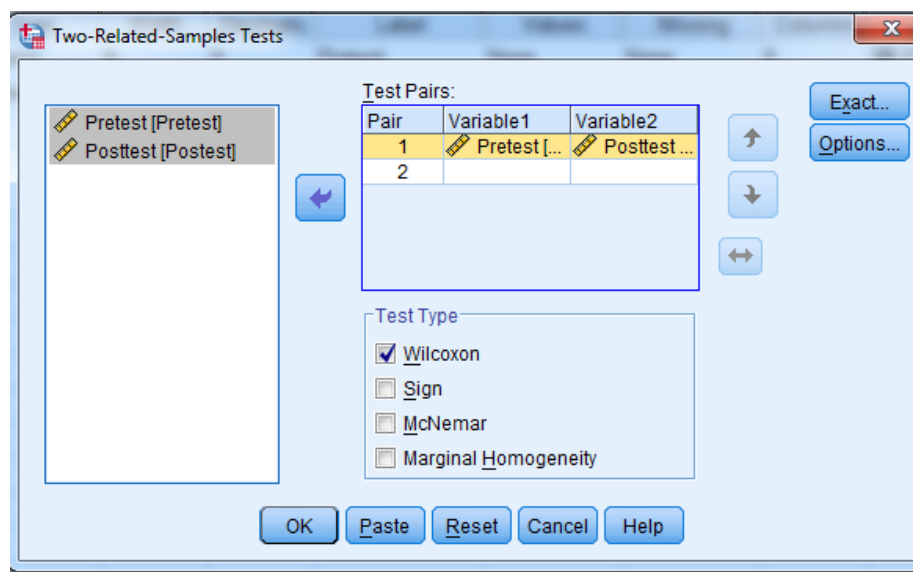 Two-Related-Samples Tests
Pretest [Pretest]
Posttest [Postest]
Test Pairs:
Pair Variable1 Variable2
1 Pretest [... Posttest ...
2
Exact...
Options...
Test Type
Wilcoxon
Sign
McNemar
Marginal Homogeneity
OK Paste Reset Cancel Help